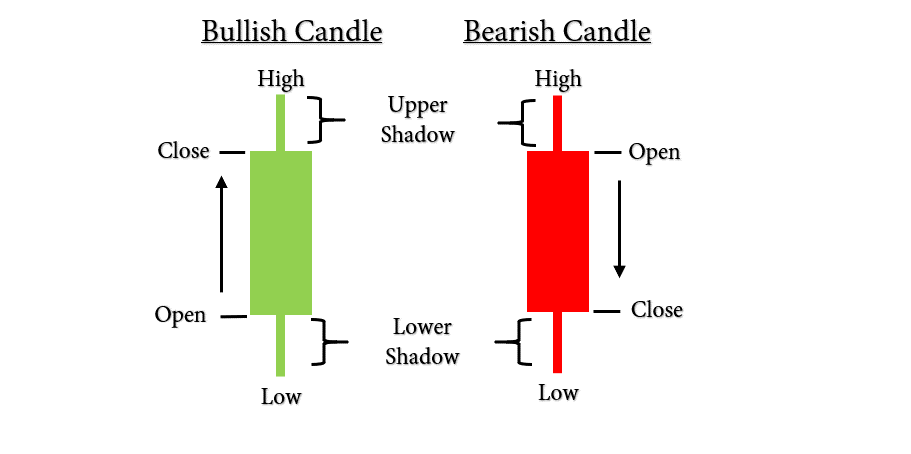 Bullish Candle
Bearish Candle
High
High
Upper
Shadow
Close
Open
Open
Close
Lower
Shadow
Low
Low